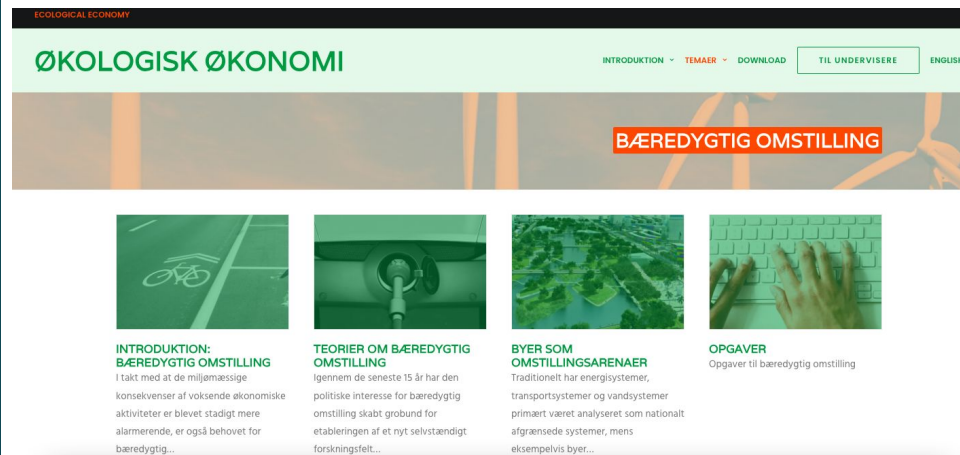 ECOLOGICAL ECONOMY
ØKOLOGISK ØKONOMI
INTRODUKTION TEMAER DOWNLOAD TIL UNDERVISERE ENGLISH
BÆREDYGTIG OMSTILLING
INTRODUKTION:
BÆREDYGTIG OMSTILLING
I takt med at de miljømæssige
konsekvenser af voksende økonomiske
aktiviteter er blevet stadigt mere
alarmerende, er også behovet for
bæredygtig...
TEORIER OM BÆREDYGTIG
OMSTILLING
Igennem de seneste 15 år har den
politiske interesse for bæredygtig
omstilling skabt grobund for
etableringen af et nyt selvstændigt
forskningsfelt...
BYER SOM
OMSTILLINGSARENAER
Traditionelt har energisystemer,
transportsystemer og vandsystemer
primært været analyseret som nationalt
afgrænsede systemer, mens
eksempelvis byer...
OPGAVER
Opgaver til bæredygtig omstilling